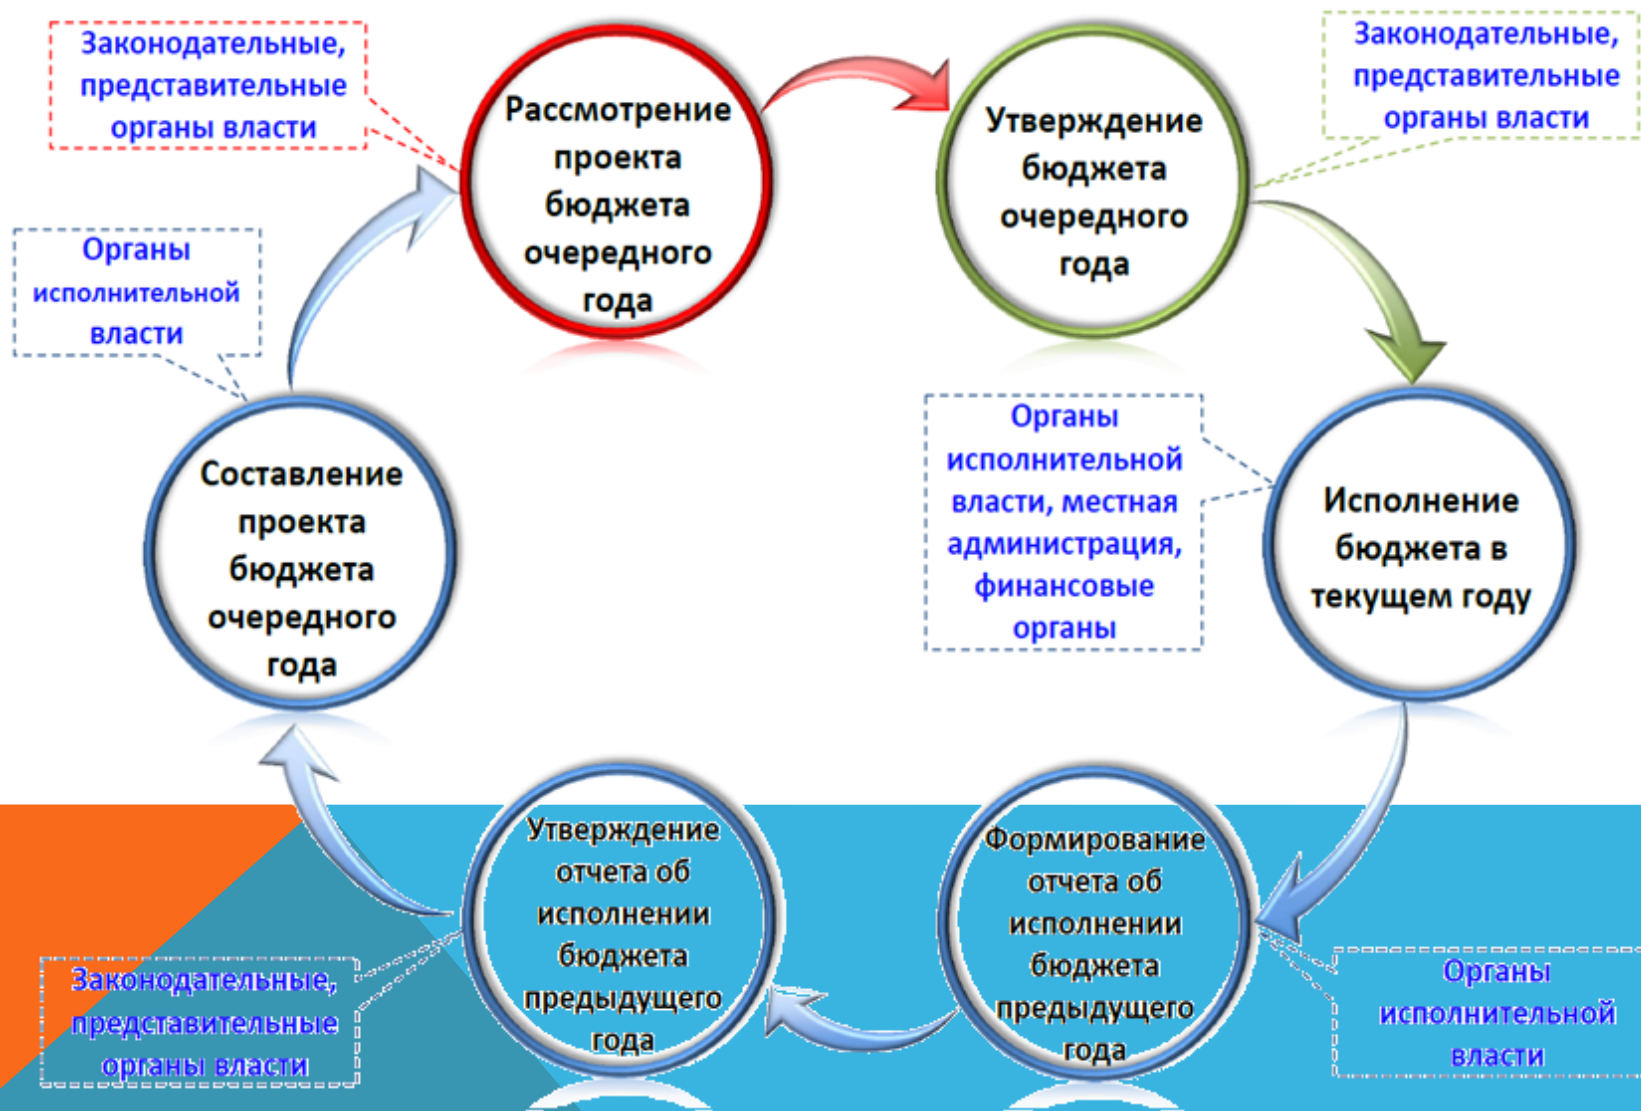 Законодательные,
представительные
органы власти
Рассмотрение
проекта
бюджета
очередного
года
Утверждение
бюджета
очередного
года
Законодательные,
представительные
органы власти
Органы
исполнительной
власти
Составление
проекта
бюджета
очередного
года
Органы
исполнительной
власти, местная
администрация,
финансовые
органы
Исполнение
бюджета в
текущем году
Утверждение
отчета об
исполнении
бюджета
предыдущего
года
Формирование
отчета об
исполнении
бюджета
предыдущего
года
Законодательные,
представительные
органы власти
Органы
исполнительной
власти